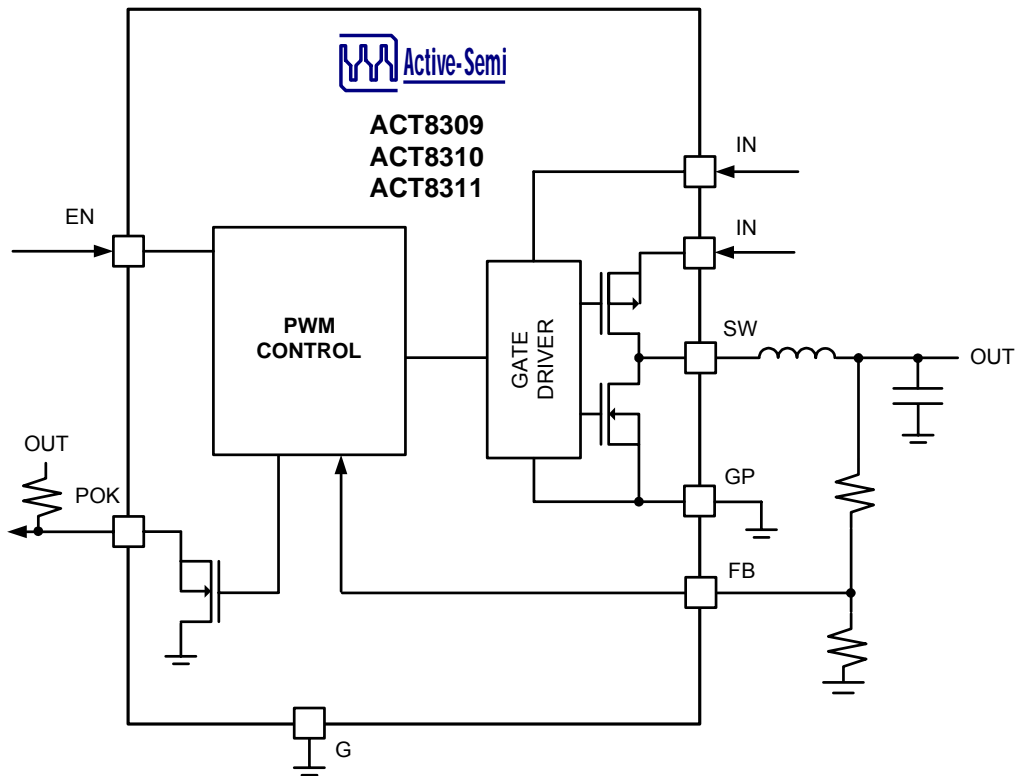 Active-Semi
ACT8309
ACT8310
ACT8311
IN
EN
IN
PWM
CONTROL
GATE
DRIVER
SW
OUT
OUT
POK
GP
FB
G